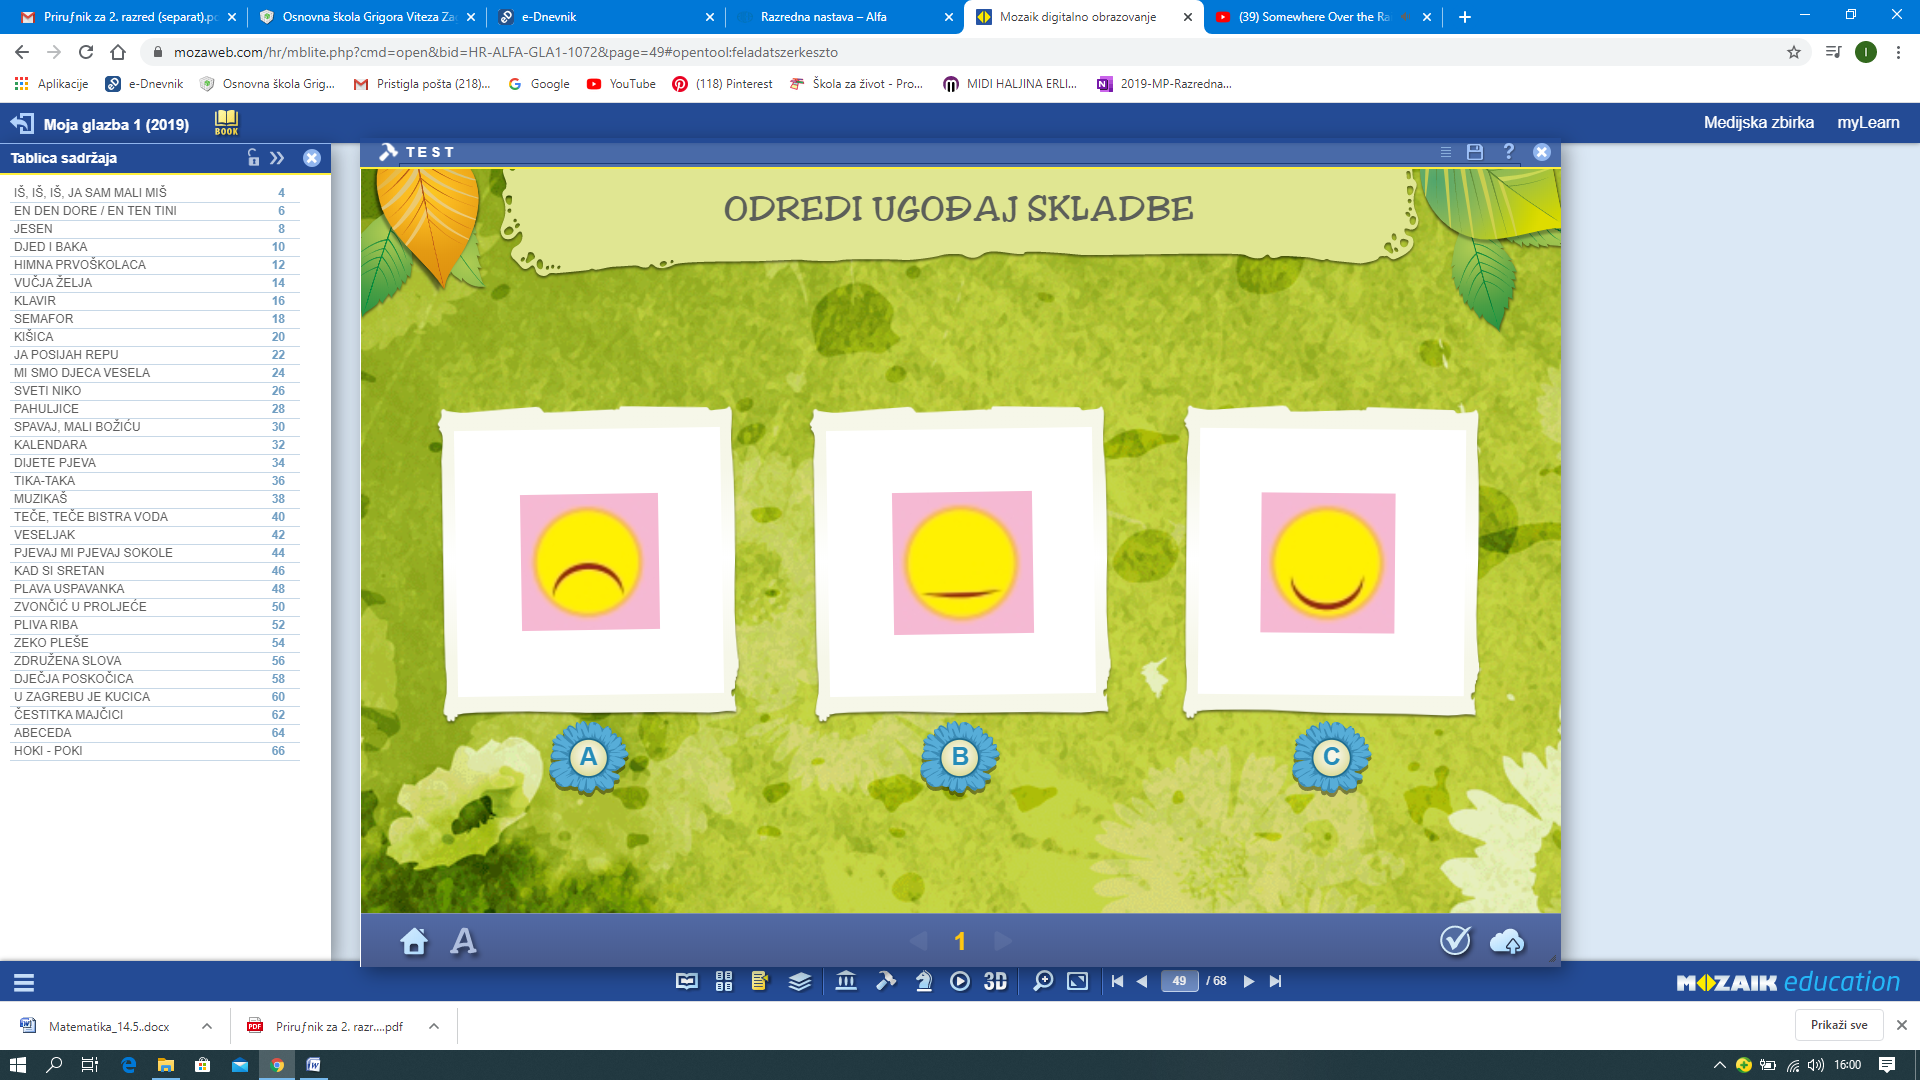 Priruƒnik za 2. razred (separat).pc
Osnovna škola Grigora Viteza Zag
e-Dnevnik
Razredna nastava – Alfa
Mozaik digitalno obrazovanje
(39) Somewhere Over the Ra
mozaweb.com/hr/mblite.php?cmd=open&bid=HR-ALFA-GLA1-1072&page=49#opentool:feladatszerkeszto
I
Aplikacije
e-Dnevnik
Osnovna škola Grig...
Pristigla pošta (218)...
Google
YouTube
(118) Pinterest
Škola za život - Pro...
MIDI HALJINA ERLI...
2019-MP-Razredna...
Moja glazba 1 (2019)
BOOK
Medijska zbirka
myLearn
Tablica sadržaja
TEST
IŠ, IŠ, IŠ, JA SAM MALI MIŠ 4
EN DEN DORE / EN TEN TINI 6
JESEN 8
DJED I BAKA 10
HIMNA PRVOŠKOLACA 12
VUČJA ŽELJA 14
KLAVIR 16
SEMAFOR 18
KIŠICA 20
JA POSIJAH REPU 22
MI SMO DJECA VESELA 24
SVETI NIKO 26
PAHULJICE 28
SPAVAJ, MALI BOŽIĆU 30
KALENDARA 32
DIJETE PJEVA 34
TIKA-TAKA 36
MUZIKAŠ 38
TEČE, TEČE BISTRA VODA 40
VESELJAK 42
PJEVAJ MI PJEVAJ SOKOLE 44
KAD SI SRETAN 46
PLAVA USPAVANKA 48
ZVONČIĆ U PROLJEĆE 50
PLIVA RIBA 52
ZEKO PLEŠE 54
ZDRUŽENA SLOVA 56
DJEČJA POSKOČICA 58
U ZAGREBU JE KUCICA 60
ČESTITKA MAJČICI 62
ABECEDA 64
HOKI - POKI 66
ODREDI UGOĐAJ SKLADBE
A
B
C
A
1
3D
49 / 68
MOZAIK education
Matematika_14.5..docx
Priruƒnik za 2. razr....pdf
Prikaži sve
16:00